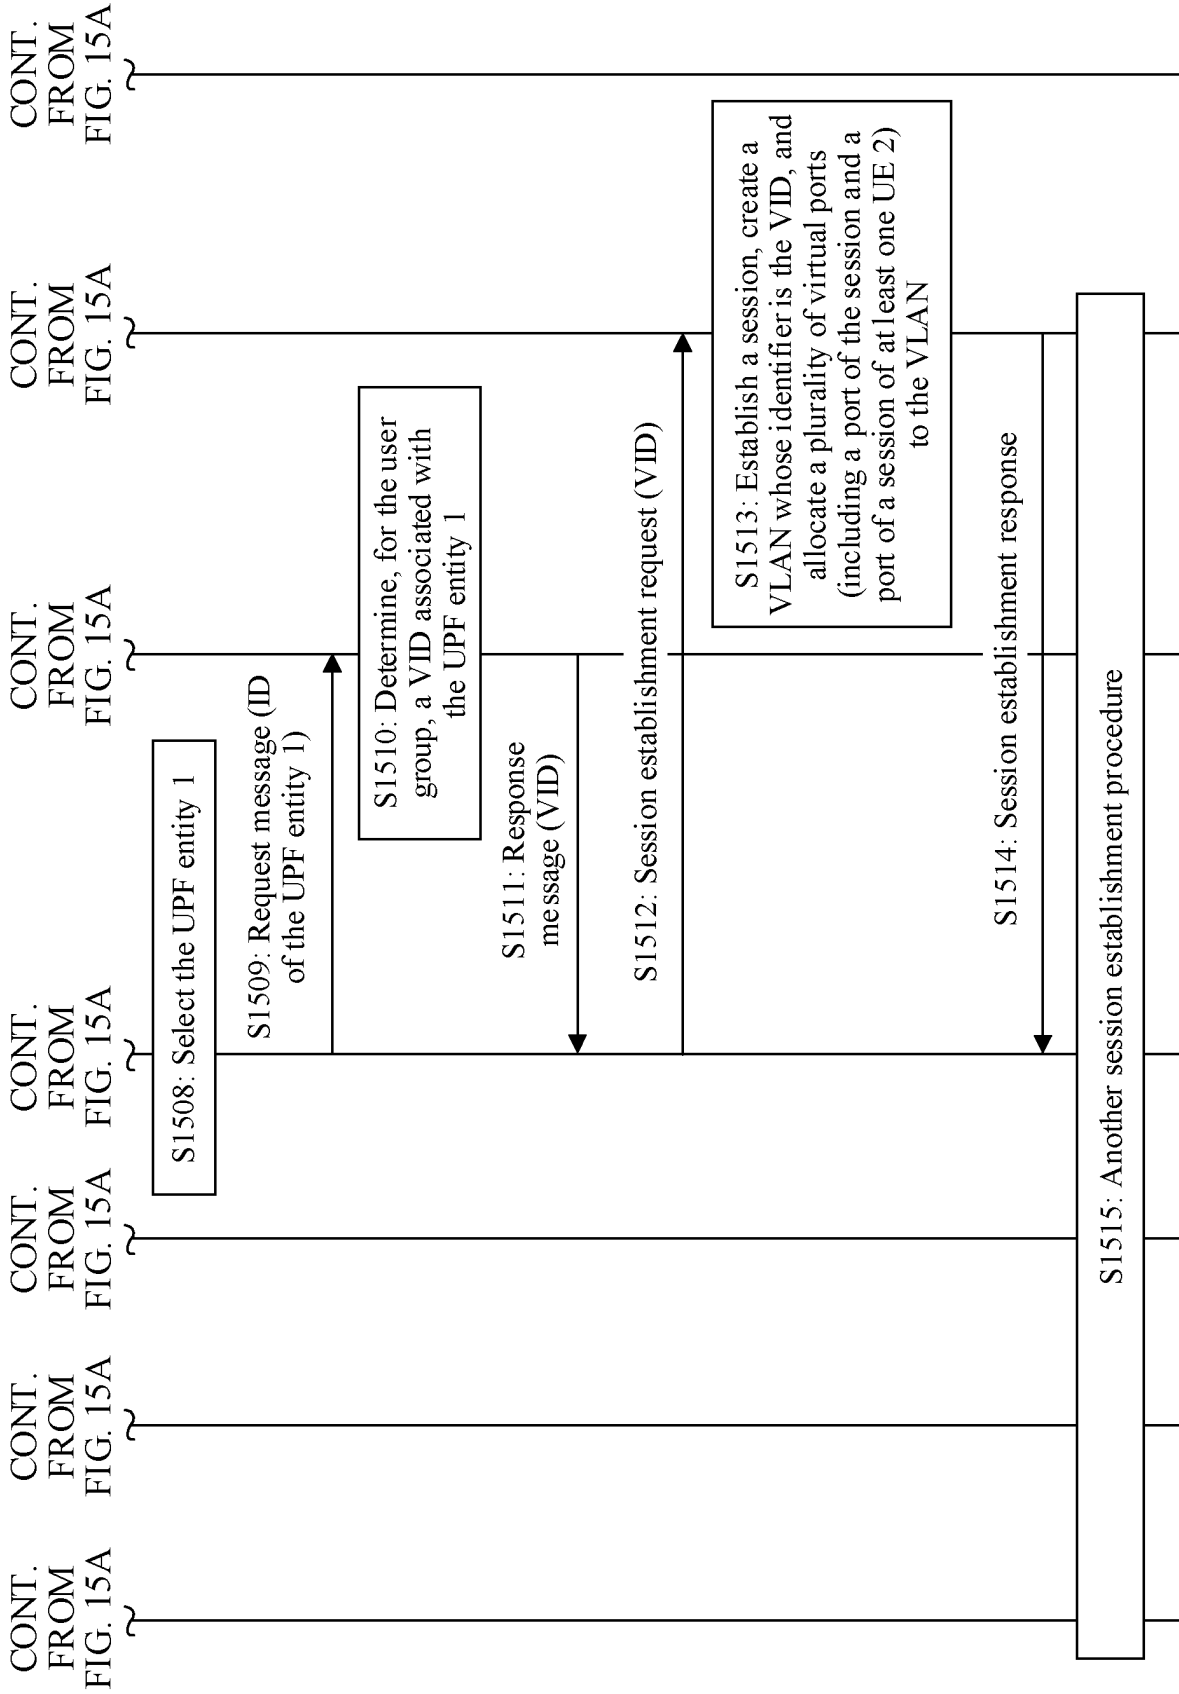 CONT.
FROM
FIG. 15A
CONT.
FROM
FIG. 15A
CONT.
FROM
FIG. 15A
CONT.
FROM
FIG. 15A
CONT.
FROM
FIG. 15A
CONT.
FROM
FIG. 15A
CONT.
FROM
FIG. 15A
S1508: Select the UPF entity 1
S1509: Request message (ID
of the UPF entity 1)
S1510: Determine, for the user
group, a VID associated with
the UPF entity 1
S1511: Response
message (VID)
S1512: Session establishment request (VID)
S1513: Establish a session, create a
VLAN whose identifier is the VID, and
allocate a plurality of virtual ports
(including a port of the session and a
port of a session of at least one UE 2)
to the VLAN
S1514: Session establishment response
S1515: Another session establishment procedure